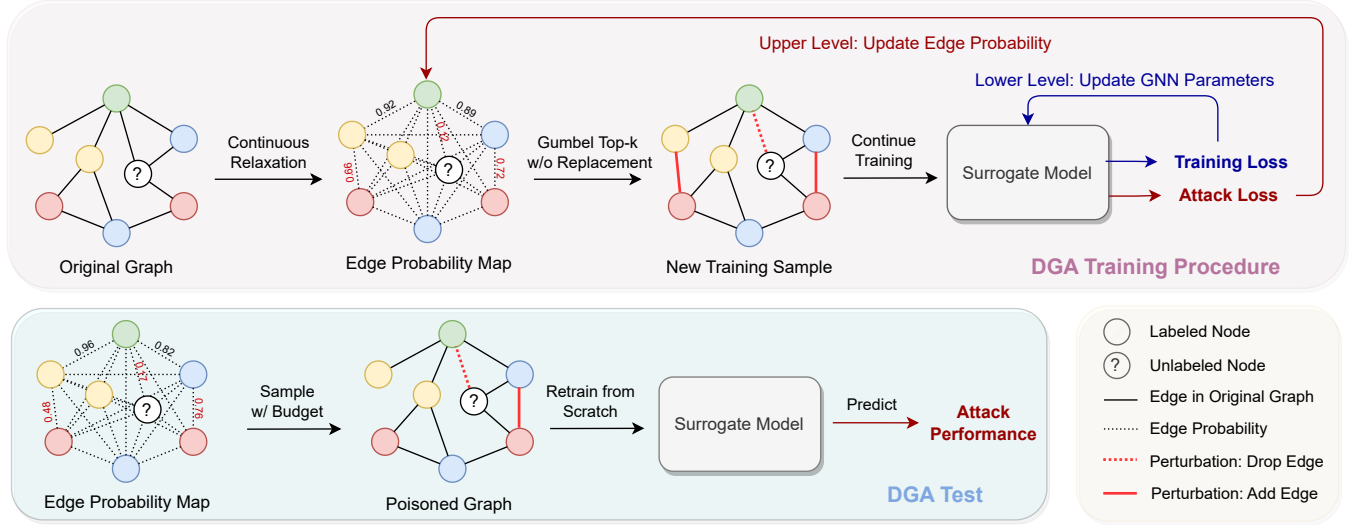 Upper Level: Update Edge Probability
Lower Level: Update GNN Parameters
0.92
0.89
0.12
0.66
0.72
?
?
?
Continuous
Relaxation
Gumbel Top-k
w/o Replacement
Continue
Training
Surrogate Model
Training Loss
Attack Loss
Original Graph
Edge Probability Map
New Training Sample
DGA Training Procedure
0.96
0.82
0.48
0.76
?
?
Sample
w/ Budget
Retrain from
Scratch
Surrogate Model
Predict
Attack
Performance
Edge Probability Map
Poisoned Graph
DGA Test
Labeled Node
?
Unlabeled Node
Edge in Original Graph
Edge Probability
Perturbation: Drop Edge
Perturbation: Add Edge